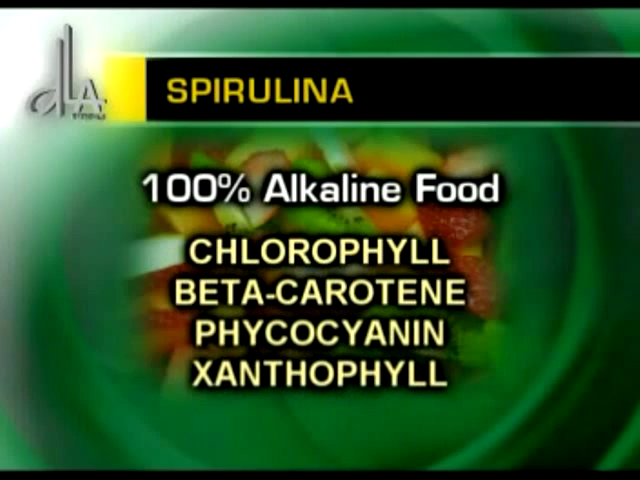 SPIRULINA
100% Alkaline Food
CHLOROPHYLL
BETA-CAROTENE
PHYCOCYANIN
XANTHOPHYLL